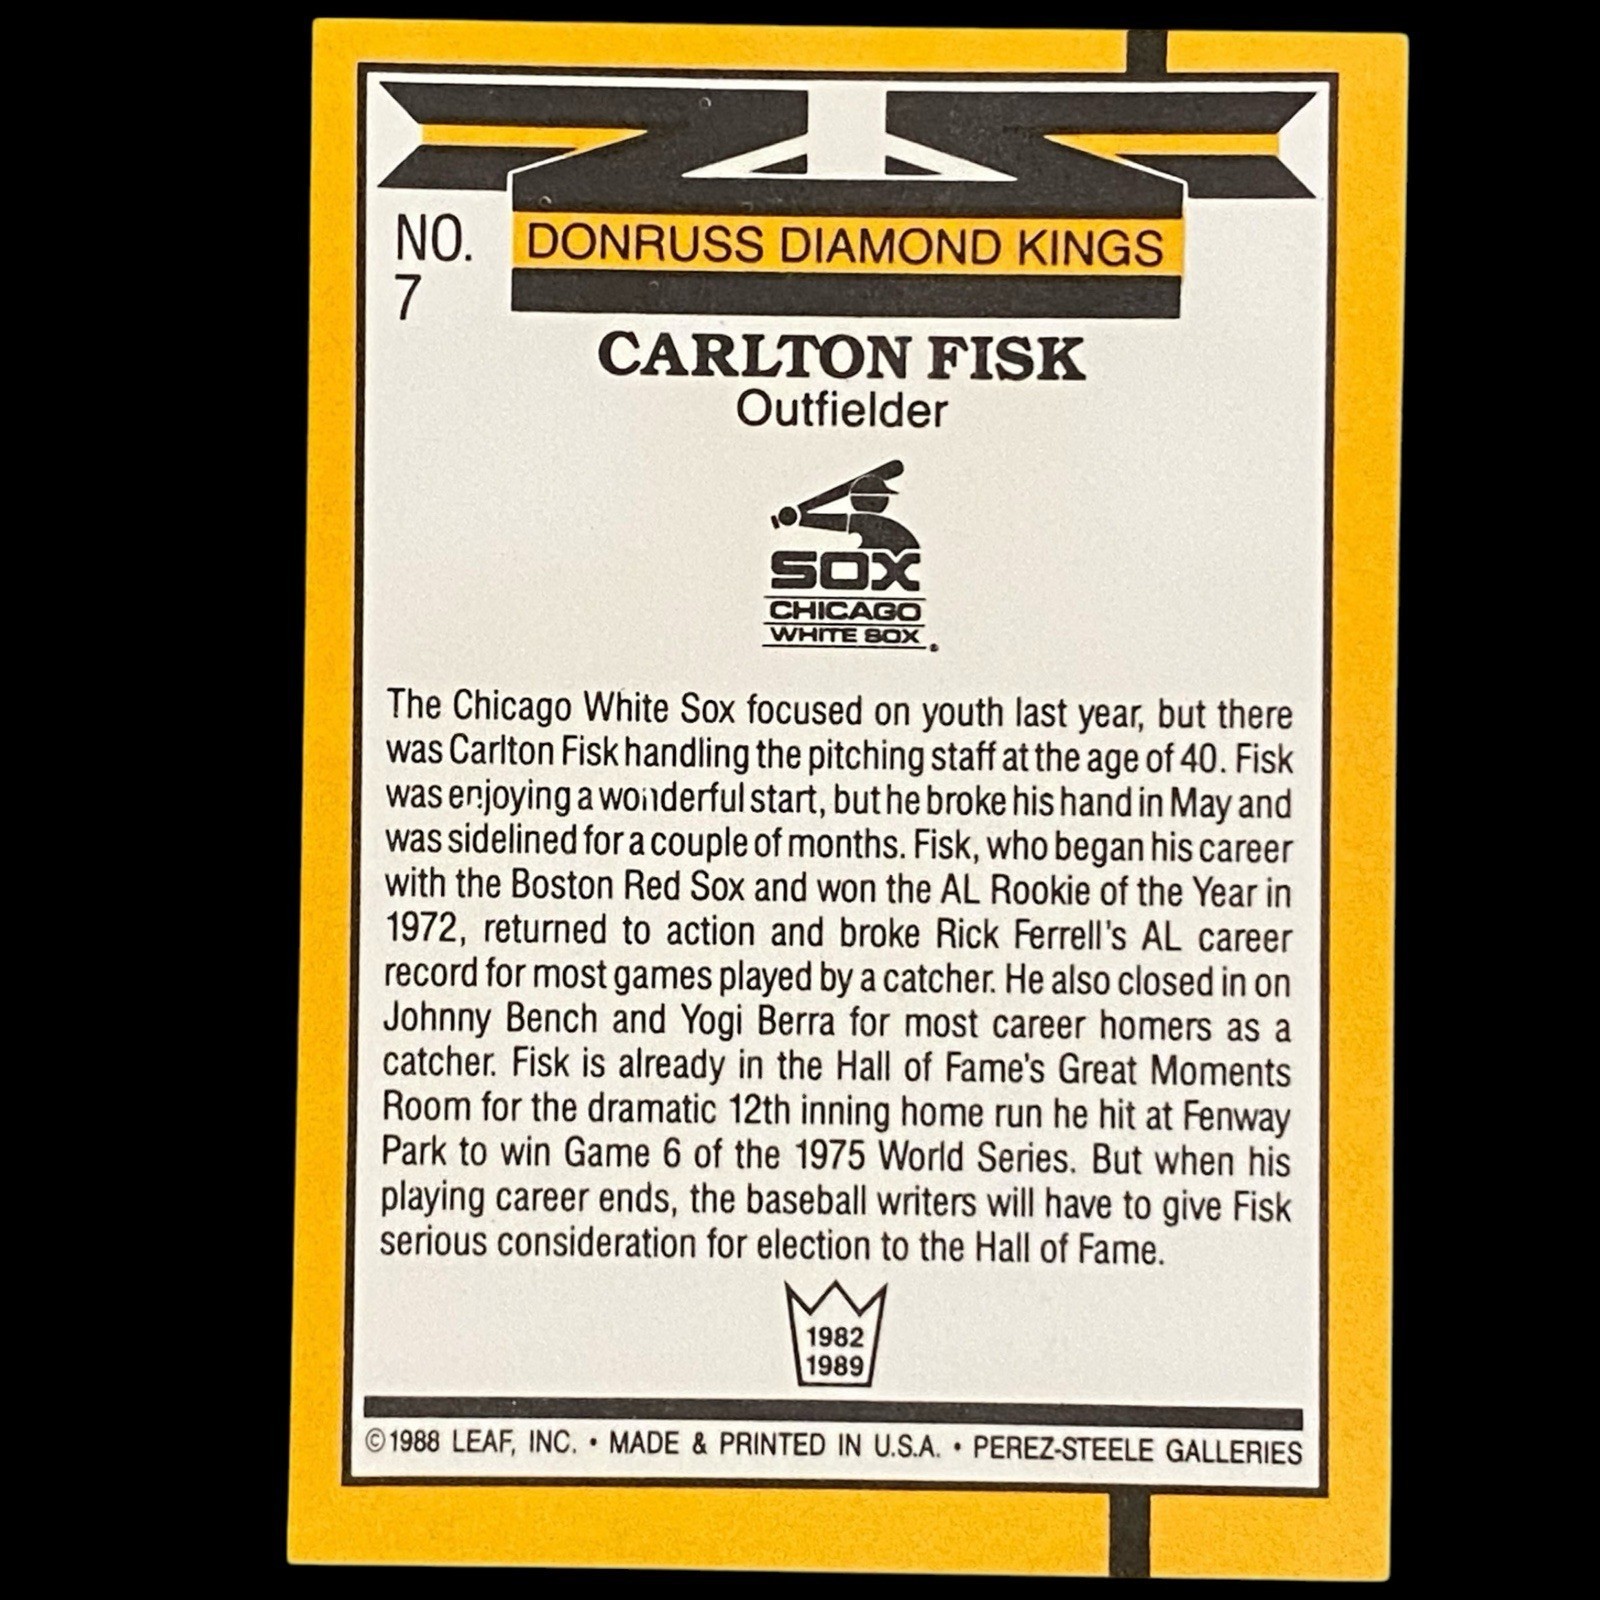 NO.
7
DONRUSS DIAMOND KINGS
CARLTON FISK
Outfielder
SOX
CHICAGO
WHITE SOX
The Chicago White Sox focused on youth last year, but there
was Carlton Fisk handling the pitching staff at the age of 40. Fisk
was enjoying a wonderful start, but he broke his hand in May and
was sidelined for a couple of months. Fisk, who began his career
with the Boston Red Sox and won the AL Rookie of the Year in
1972, returned to action and broke Rick Ferrell's AL career
record for most games played by a catcher. He also closed in on
Johnny Bench and Yogi Berra for most career homers as a
catcher. Fisk is already in the Hall of Fame's Great Moments
Room for the dramatic 12th inning home run he hit at Fenway
Park to win Game 6 of the 1975 World Series. But when his
playing career ends, the baseball writers will have to give Fisk
serious consideration for election to the Hall of Fame.
1982
1989
©1988 LEAF, INC. • MADE & PRINTED IN U.S.A. • PEREZ-STEELE GALLERIES